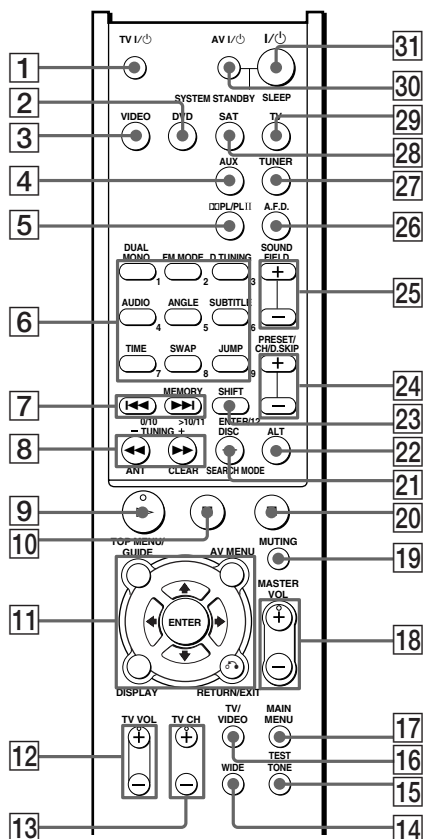 TV I/⏻ AV I/⏻ I/⏻ 31
1 30
SYSTEM STANDBY SLEEP
2
VIDEO DVD SAT TV 29
3 28
AUX TUNER
4 27
DDPL/PLII A.F.D.
5 26
DUAL MONO FM MODE D.TUNING SOUND FIELD
1 2 3 + 25
AUDIO ANGLE SUBTITLE
6 4 5 6 −
TIME SWAP JUMP PRESET/ CH/D.SKIP
7 8 9 + 24
MEMORY SHIFT −
7 23
0/10 >10/11 ENTER/12
− TUNING + DISC ALT
8 22
ANT CLEAR SEARCH MODE 21
9 10 20
TOP MENU/ GUIDE AV MENU MUTING 19
MASTER VOL
11 ENTER + 18
−
DISPLAY RETURN/EXIT
TV VOL TV CH TV/ VIDEO MAIN MENU 17
12 + + 16
WIDE TEST TONE
− − 15
13 14